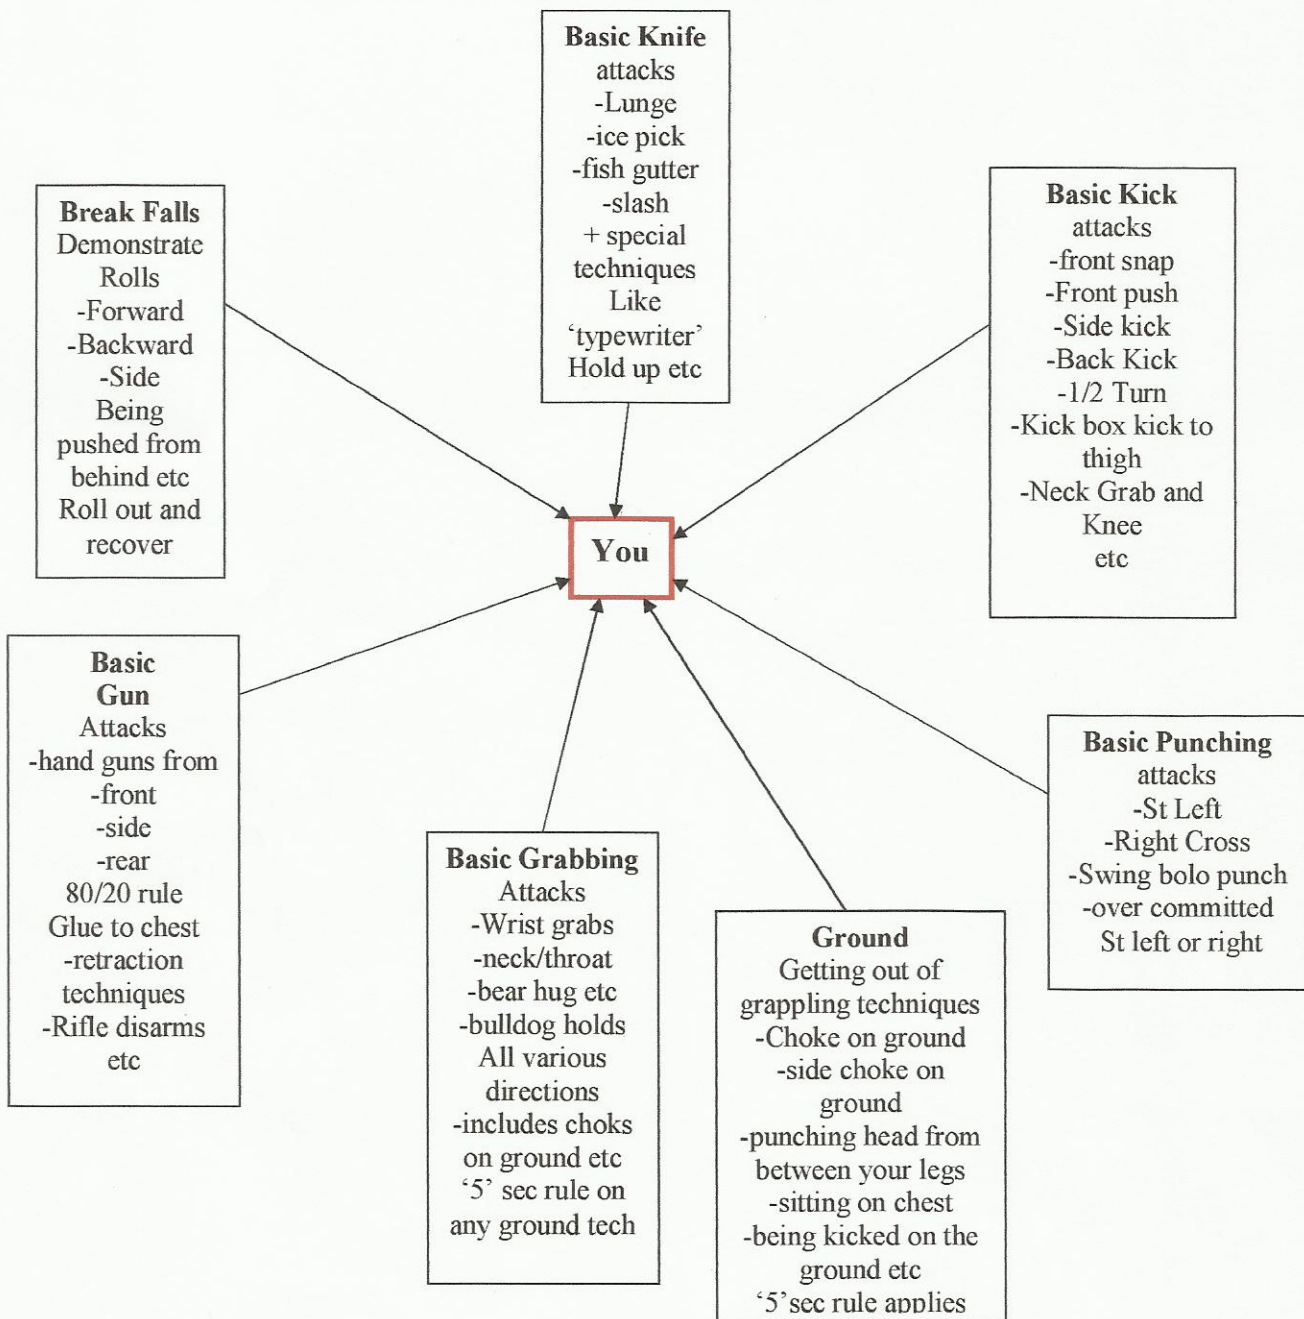 Basic Knife
attacks
-Lunge
-ice pick
-fish gutter
-slash
+ special
techniques
Like
‘typewriter’
Hold up etc
Break Falls
Demonstrate
Rolls
-Forward
-Backward
-Side
Being
pushed from
behind etc
Roll out and
recover
Basic Kick
attacks
-front snap
-Front push
-Side kick
-Back Kick
-1/2 Turn
-Kick box kick to
thigh
-Neck Grab and
Knee
etc
You
Basic
Gun
Attacks
-hand guns from
-front
-side
-rear
80/20 rule
Glue to chest
-retraction
techniques
-Rifle disarms
etc
Basic Grabbing
Attacks
-Wrist grabs
-neck/throat
-bear hug etc
-bulldog holds
All various
directions
-includes choks
on ground etc
‘5’ sec rule on
any ground tech
Ground
Getting out of
grappling techniques
-Choke on ground
-side choke on
ground
-punching head from
between your legs
-sitting on chest
-being kicked on the
ground etc
‘5’sec rule applies
Basic Punching
attacks
-St Left
-Right Cross
-Swing bolo punch
-over committed
St left or right